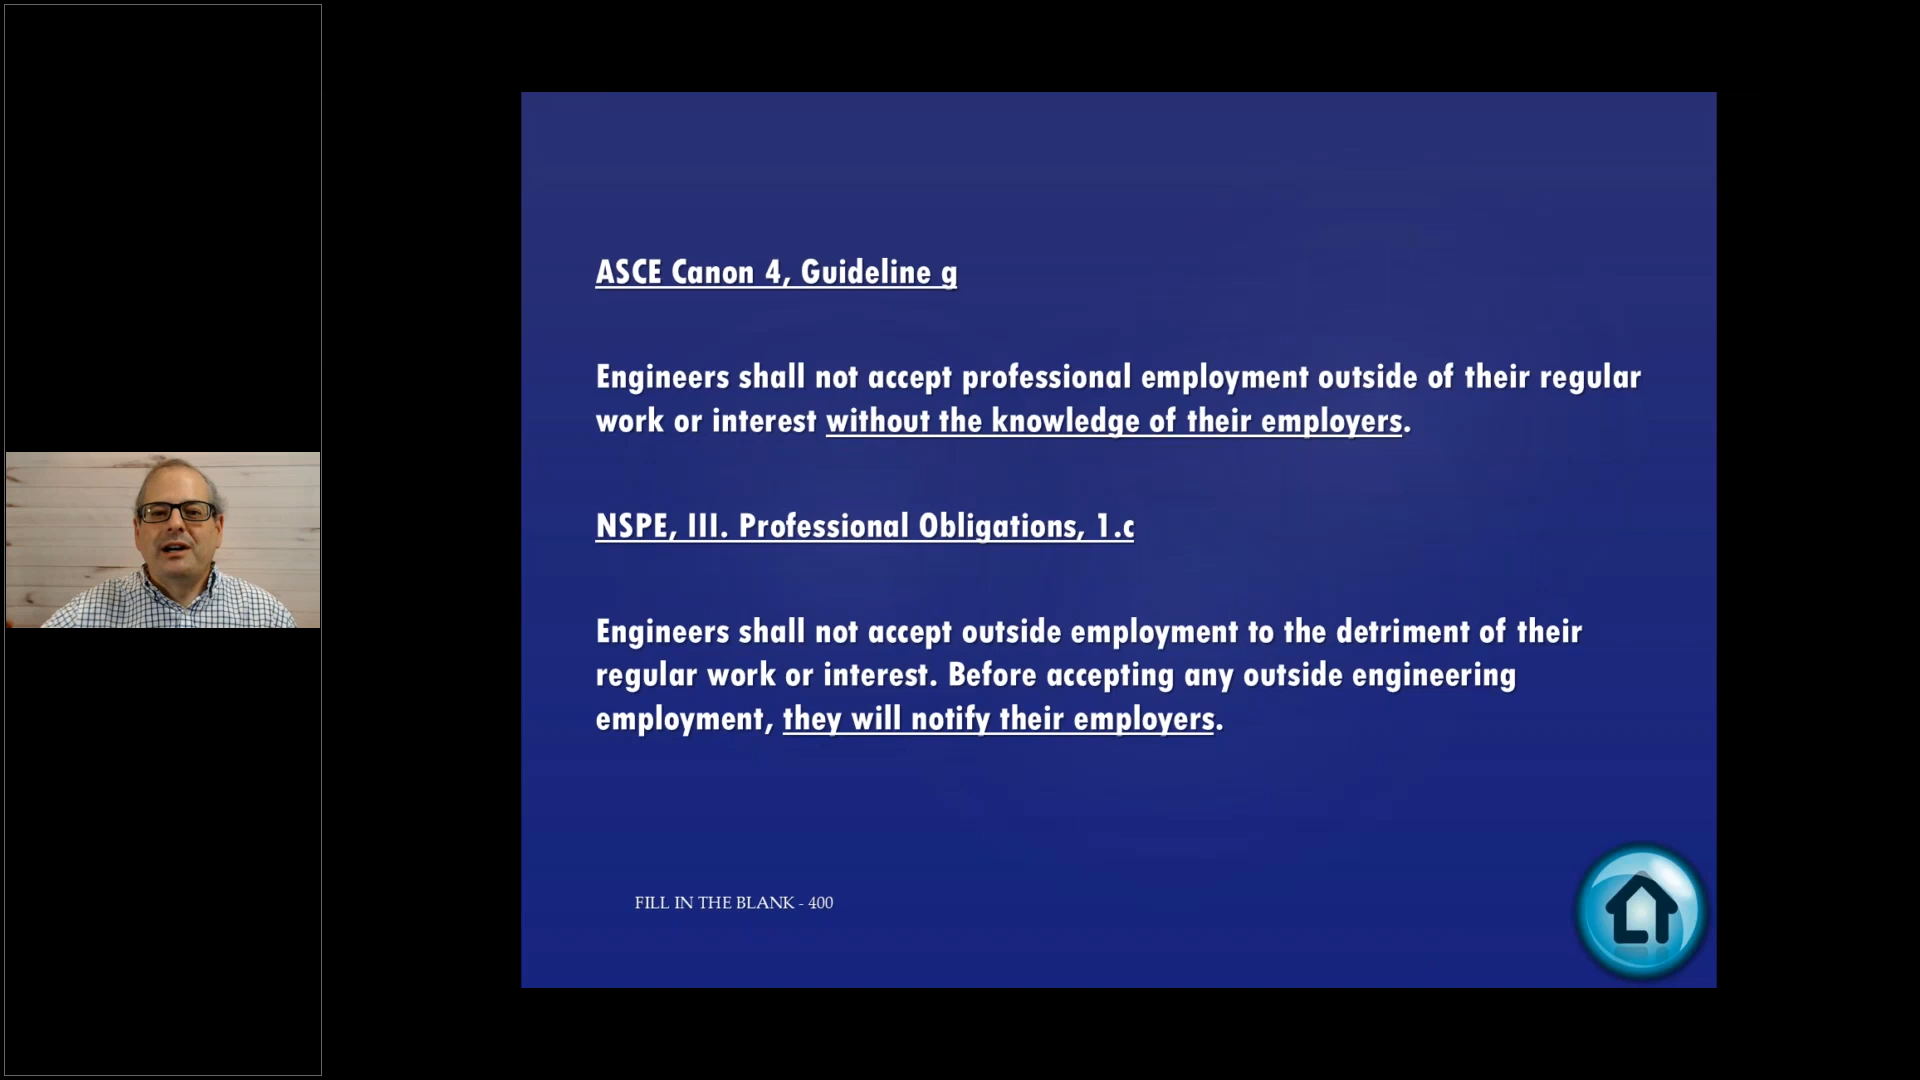 ASCE Canon 4, Guideline g
Engineers shall not accept professional employment outside of their regular
work or interest without the knowledge of their employers.
NSPE, III. Professional Obligations, 1.c
Engineers shall not accept outside employment to the detriment of their
regular work or interest. Before accepting any outside engineering
employment, they will notify their employers.
FILL IN THE BLANK - 400